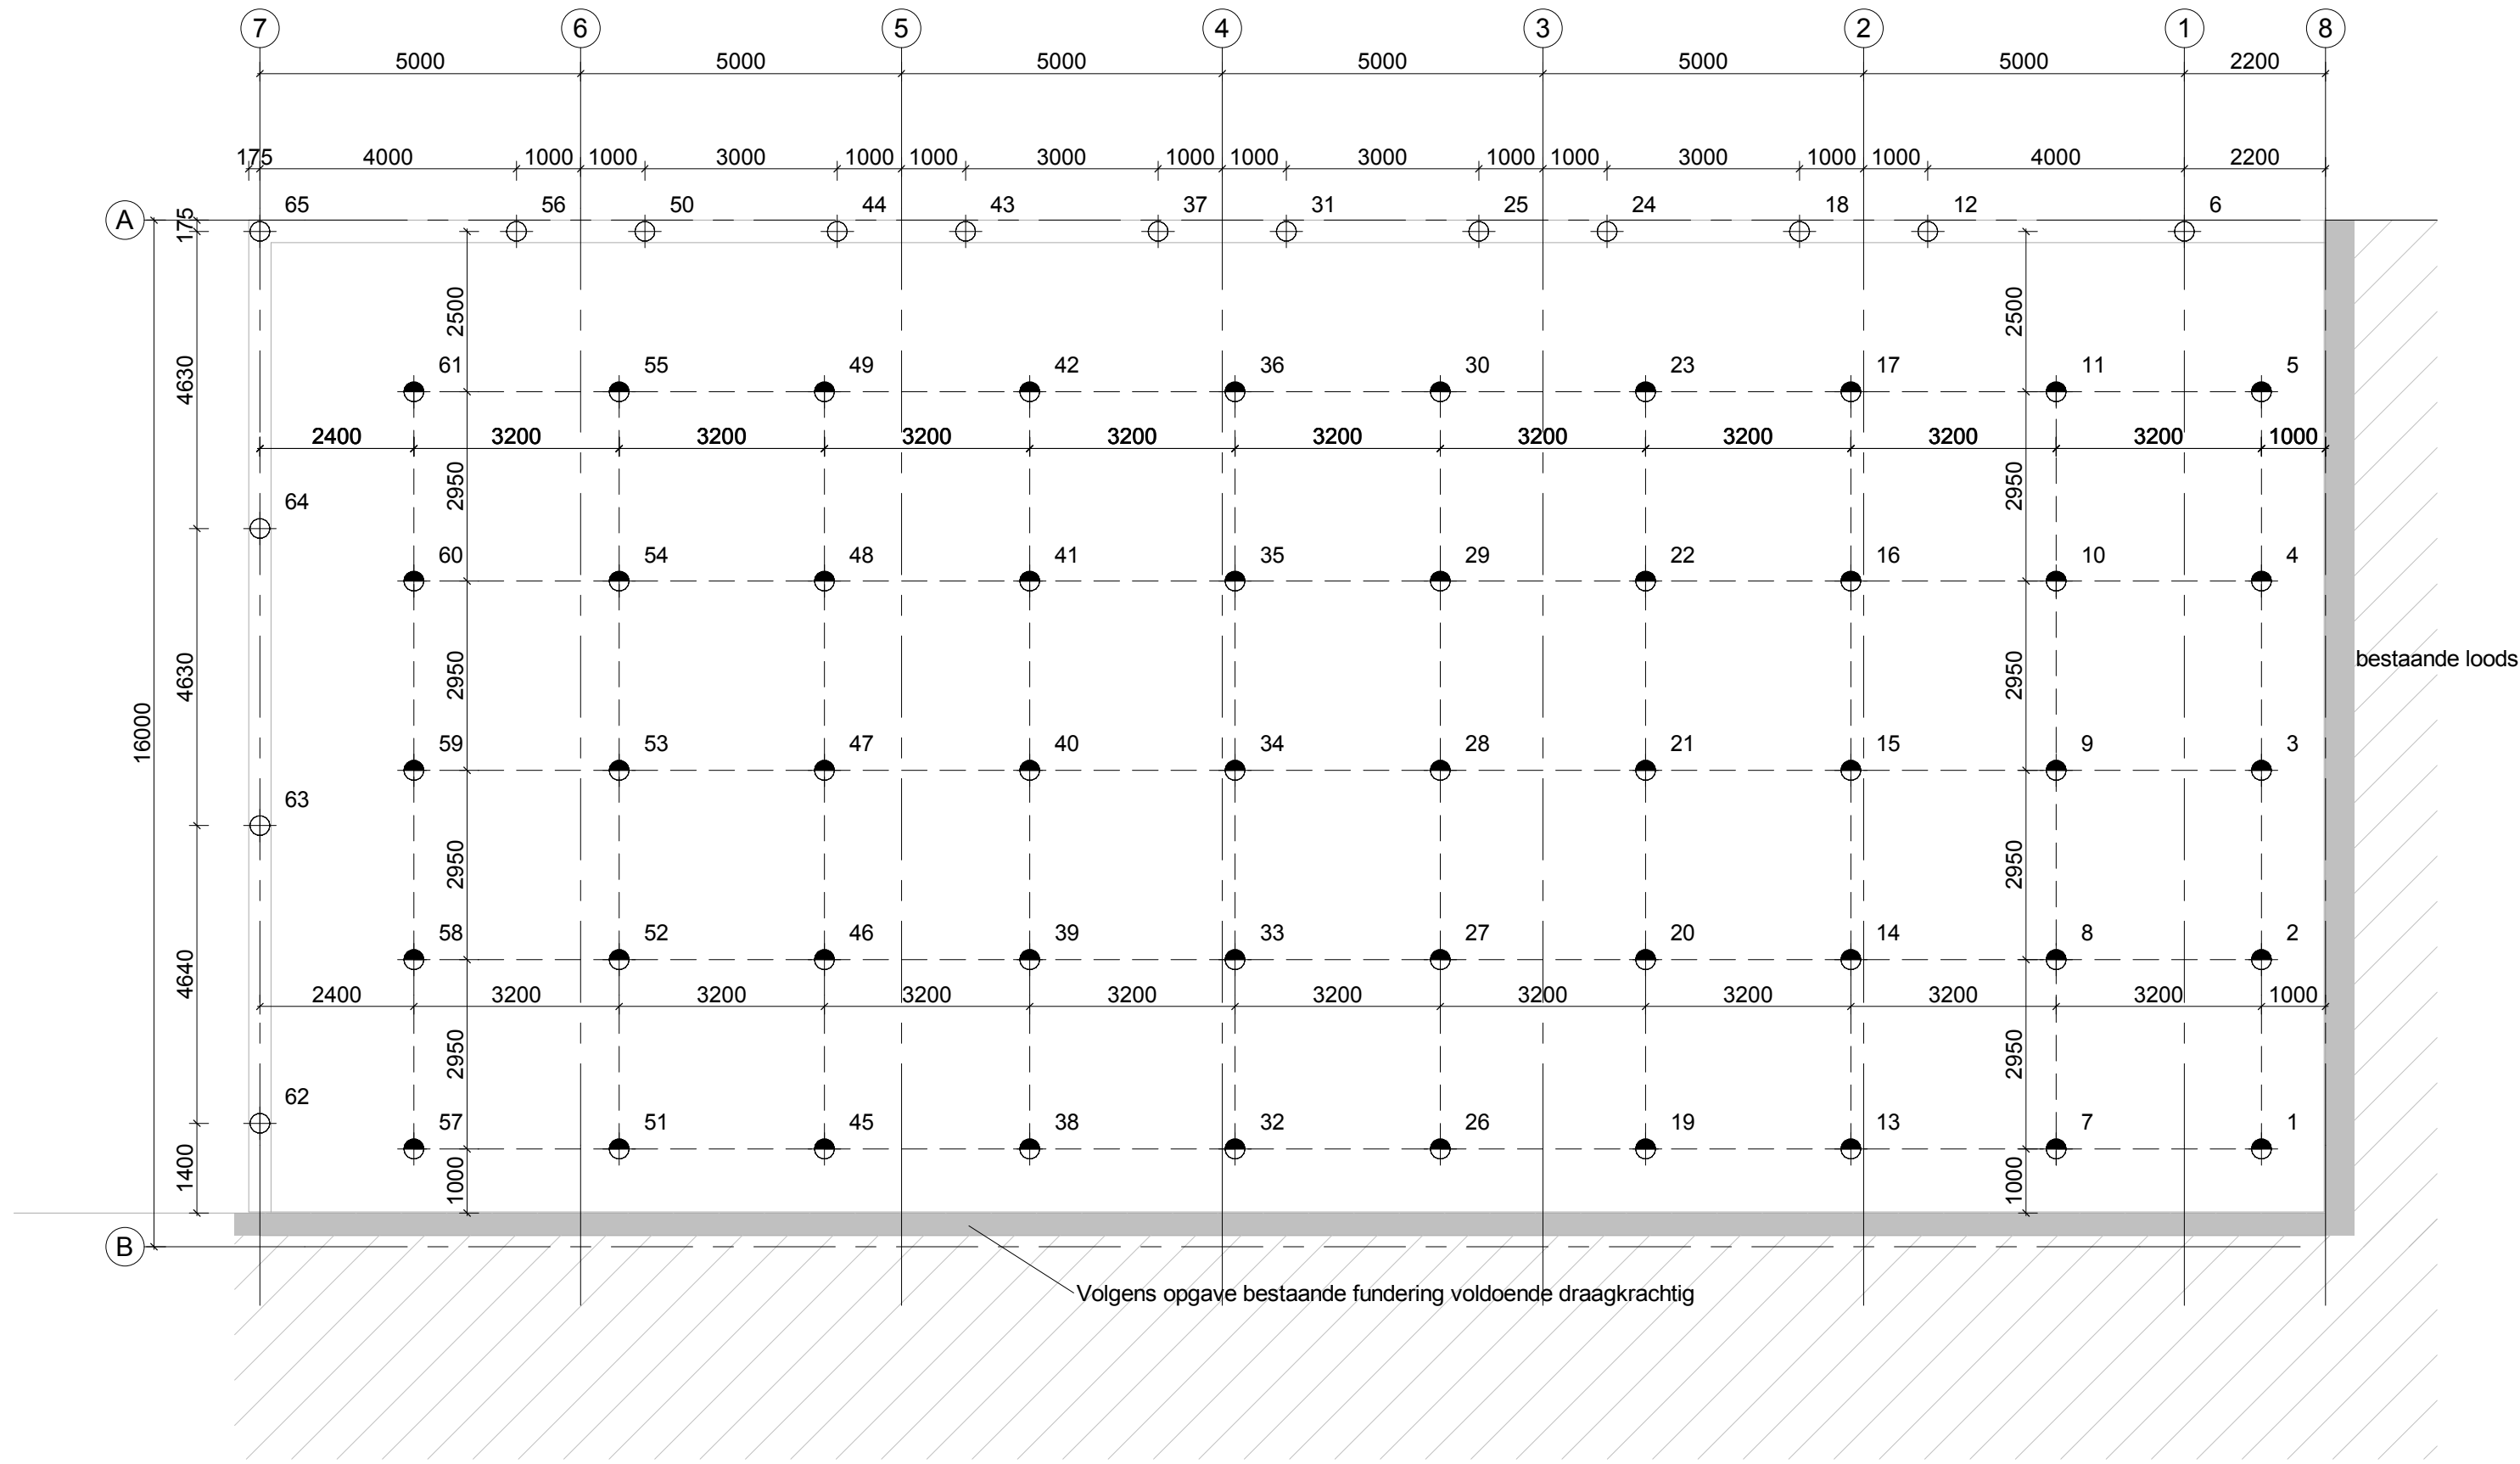 7 6 5 4 3 2 1 8
5000 5000 5000 5000 5000 5000 2200
175 4000 1000 1000 3000 1000 1000 3000 1000 1000 3000 1000 1000 3000 1000 1000 4000 2200
A
175
65 56 50 44 43 37 31 25 24 18 12 6
2500 2500
4630
61 55 49 42 36 30 23 17 11 5
2400 3200 3200 3200 3200 3200 3200 3200 3200 3200 1000
2950 2950
64
60 54 48 41 35 29 22 16 10 4
4630
2950 2950
bestaande loods
16000
59 53 47 40 34 28 21 15 9 3
63
2950 2950
58 52 46 39 33 27 20 14 8 2
4640
2400 3200 3200 3200 3200 3200 3200 3200 3200 3200 1000
2950 2950
62
57 51 45 38 32 26 19 13 7 1
1400
1000 1000
B
Volgens opgave bestaande fundering voldoende draagkrachtig